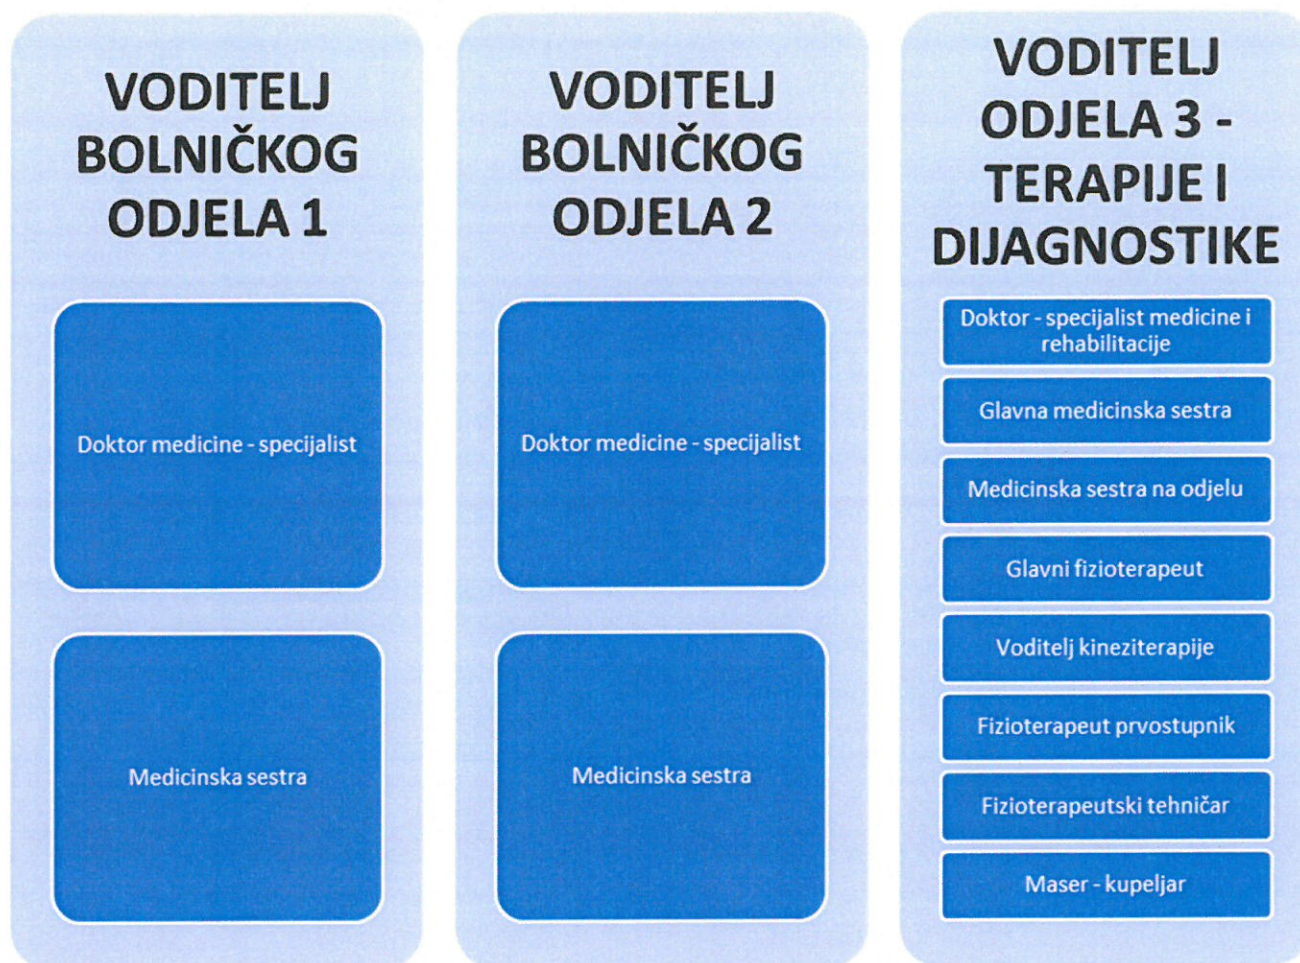 VODITELJ
BOLNIČKOG
ODJELA 1
Doktor medicine - specijalist
Medicinska sestra
VODITELJ
BOLNIČKOG
ODJELA 2
Doktor medicine - specijalist
Medicinska sestra
VODITELJ
ODJELA 3 -
TERAPIJE I
DIJAGNOSTIKE
Doktor - specijalist medicine i
rehabilitacije
Glavna medicinska sestra
Medicinska sestra na odjelu
Glavni fizioterapeut
Voditelj kineziterapije
Fizioterapeut prvostupnik
Fizioterapeutski tehničar
Maser - kupeljar